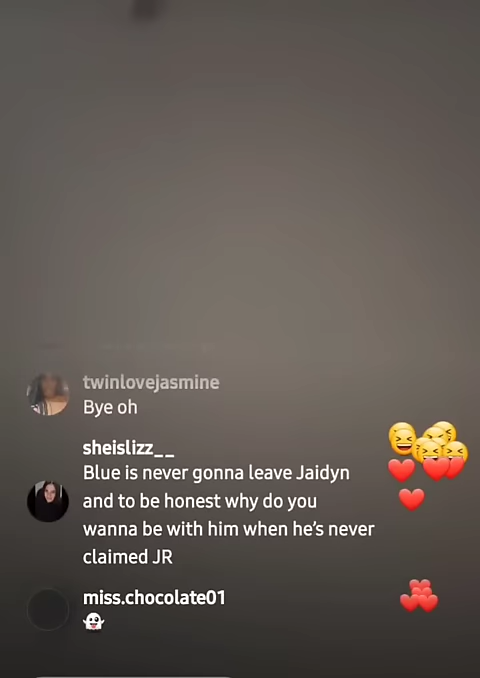 twinlovejasmine
Bye oh
sheislizz__
Blue is never gonna leave Jaidyn
and to be honest why do you
wanna be with him when he’s never
claimed JR
miss.chocolate01
👻